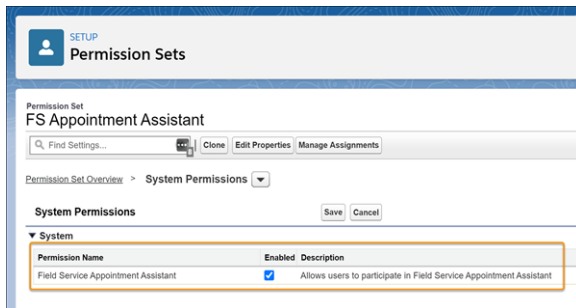 SETUP
Permission Sets
Permission Set
FS Appointment Assistant
Find Settings... Clone Edit Properties Manage Assignments
Permission Set Overview > System Permissions
System Permissions Save Cancel
System
Permission Name Enabled Description
Field Service Appointment Assistant Allows users to participate in Field Service Appointment Assistant